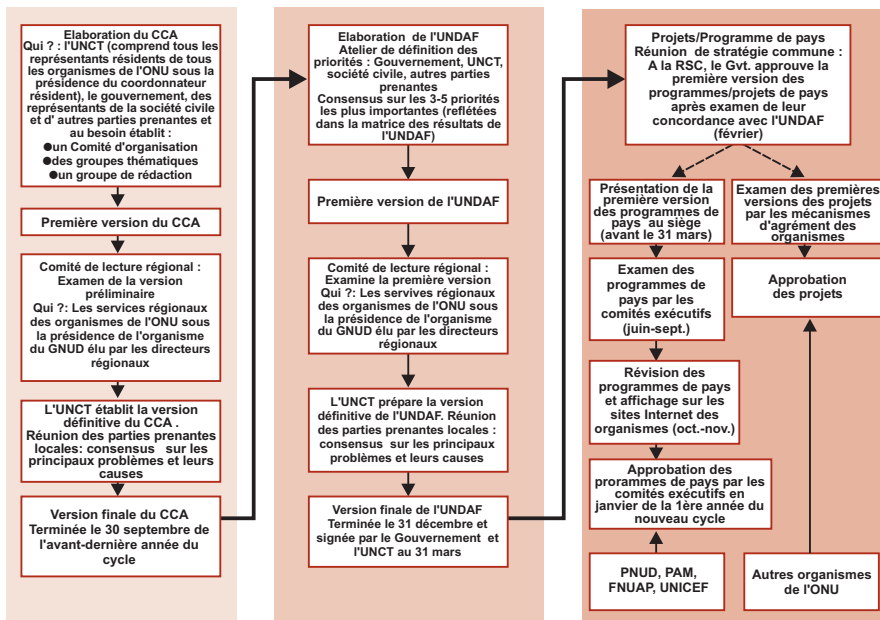 Elaboration du CCA
Qui ? : l'UNCT (comprend tous les
représentants résidents de tous
les organismes de l'ONU sous la
présidence du coordonnateur
résident), le gouvernement, des
représentants de la société civile
et d' autres parties prenantes et
au besoin établit :
●un Comité d'organisation
●des groupes thématiques
●un groupe de rédaction
Première version du CCA
Comité de lecture régional :
Examen de la version
préliminaire
Qui ?: Les services régionaux
des organismes de l'ONU sous
la présidence de l'organisme
du GNUD élu par les directeurs
régionaux
L'UNCT établit la version
définitive du CCA .
Réunion des parties prenantes
locales: consensus sur les
principaux problèmes et leurs
causes
Version finale du CCA
Terminée le 30 septembre de
l'avant-dernière année du
cycle
Elaboration de l'UNDAF
Atelier de définition des
priorités : Gouvernement, UNCT,
société civile, autres parties
prenantes
Consensus sur les 3-5 priorités
les plus importantes (reflétées
dans la matrice des résultats de
l'UNDAF)
Première version de l'UNDAF
Comité de lecture régional :
Examine la première version
Qui ?: Les servives régionaux
des organismes de l'ONU sous
la présidence de l'organisme
du GNUD élu par les directeurs
régionaux
L'UNCT prépare la version
définitive de l'UNDAF. Réunion
des parties prenantes locales :
consensus sur les principaux
problèmes et leurs causes
Version finale de l'UNDAF
Terminée le 31 décembre et
signée par le Gouvernement et
l'UNCT au 31 mars
Projets/Programme de pays
Réunion de stratégie commune :
A la RSC, le Gvt. approuve la
première version des
programmes/projets de pays
après examen de leur
concordance avec l'UNDAF
(février)
Présentation de la
première version
des programmes de
pays au siège
(avant le 31 mars)
Examen des premières
versions des projets
par les mécanismes
d'agrément des
organismes
Examen des
programmes de
pays par les
comités exécutifs
(juin-sept.)
Approbation
des projets
Révision des
programmes de pays
et affichage sur les
sites Internet des
organismes (oct.-nov.)
Approbation des
prorammes de pays par les
comités exécutifs en
janvier de la 1ère année du
nouveau cycle
PNUD, PAM,
FNUAP, UNICEF
Autres organismes
de l'ONU